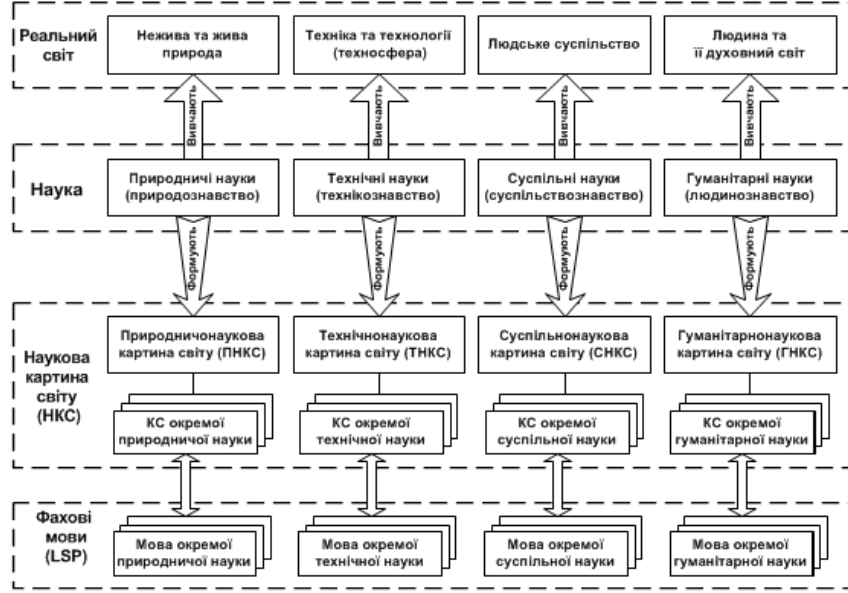 Реальний
світ
Нежива та жива
природа
Техніка та технології
(техносфера)
Людське суспільство
Людина та
її духовний світ
Вивчають
Вивчають
Вивчають
Вивчають
Наука
Природничі науки
(природознавство)
Технічні науки
(технікознавство)
Суспільні науки
(суспільствознавство)
Гуманітарні науки
(людинознавство)
Формують
Формують
Формують
Формують
Наукова
картина
світу
(НКС)
Природничонаукова
картина світу (ПНКС)
Технічнонаукова
картина світу (ТНКС)
Суспільнонаукова
картина світу (СНКС)
Гуманітарнонаукова
картина світу (ГНКС)
КС окремої
природничої науки
КС окремої
технічної науки
КС окремої
суспільної науки
КС окремої
гуманітарної науки
Фахові
мови
(LSP)
Мова окремої
природничої науки
Мова окремої
технічної науки
Мова окремої
суспільної науки
Мова окремої
гуманітарної науки